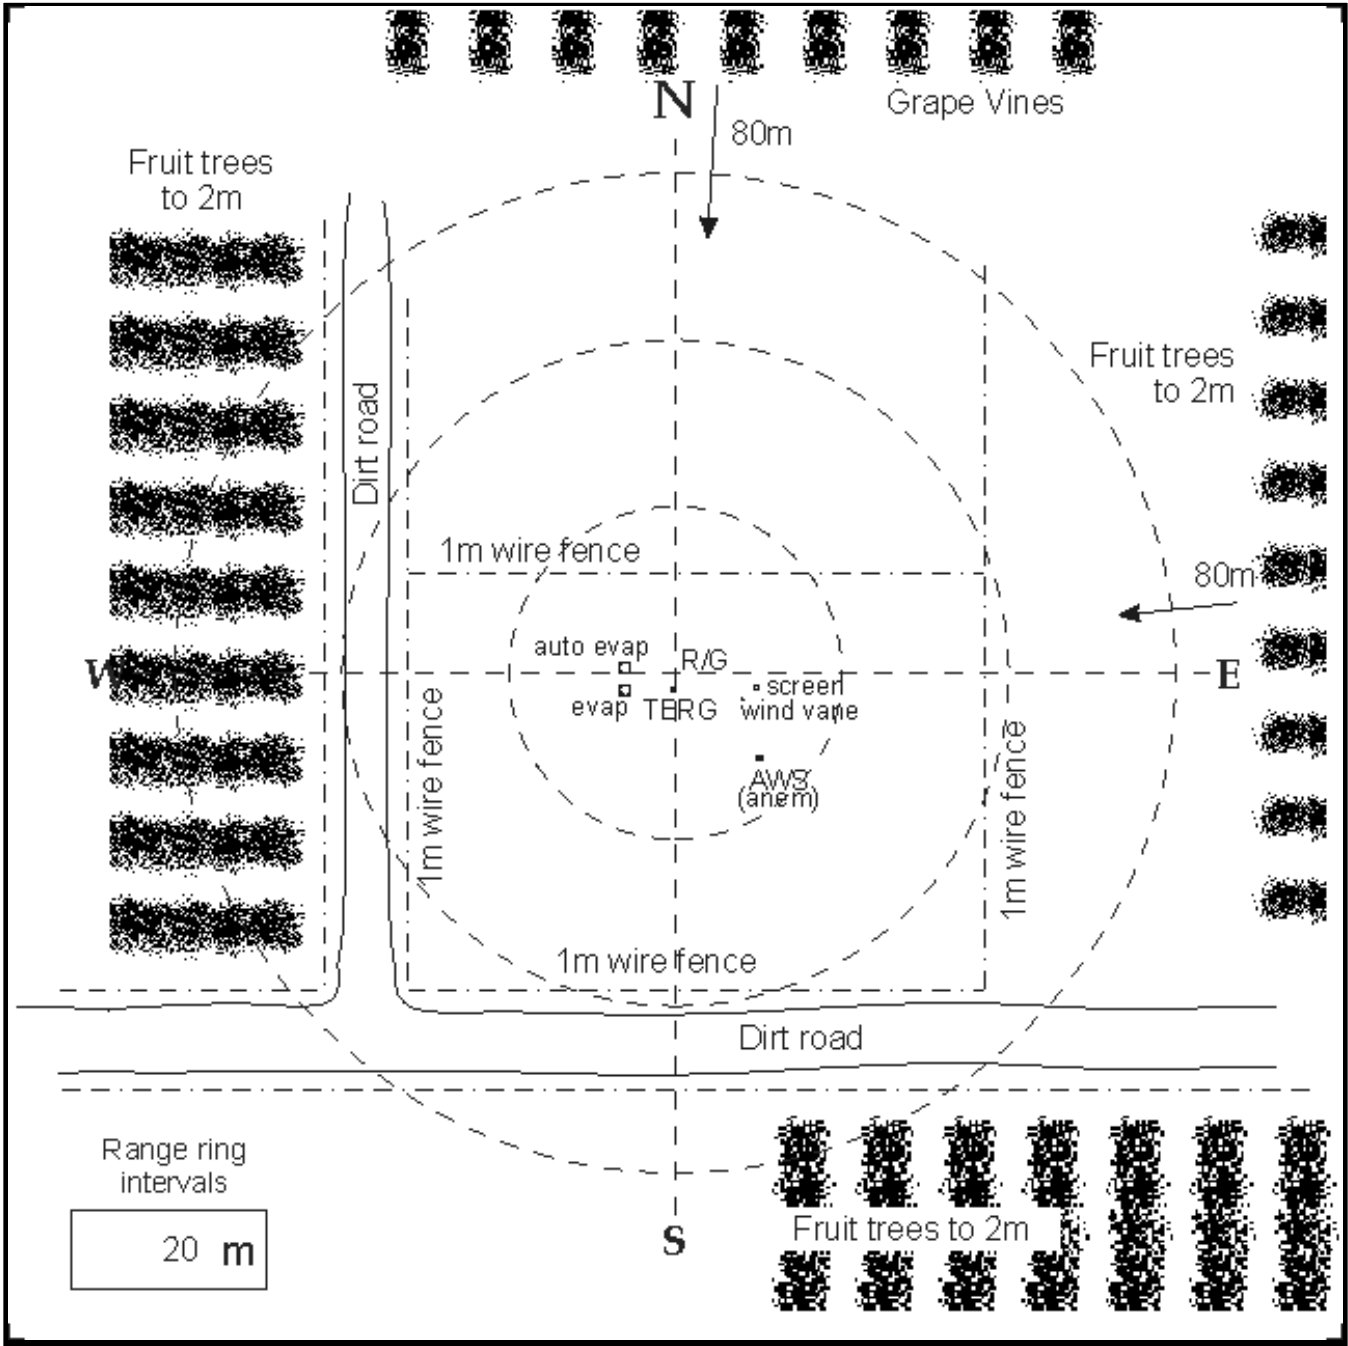 Grape Vines
N
80m
Fruit trees
to 2m
Fruit trees
to 2m
Dirt road
1m wire fence
80m
auto evap
R/G
W
E
screen
evap
TBRG
wind vane
1m wire fence
1m wire fence
AWS
(anem)
1m wire fence
Dirt road
Range ring
intervals
20 m
S
Fruit trees to 2m